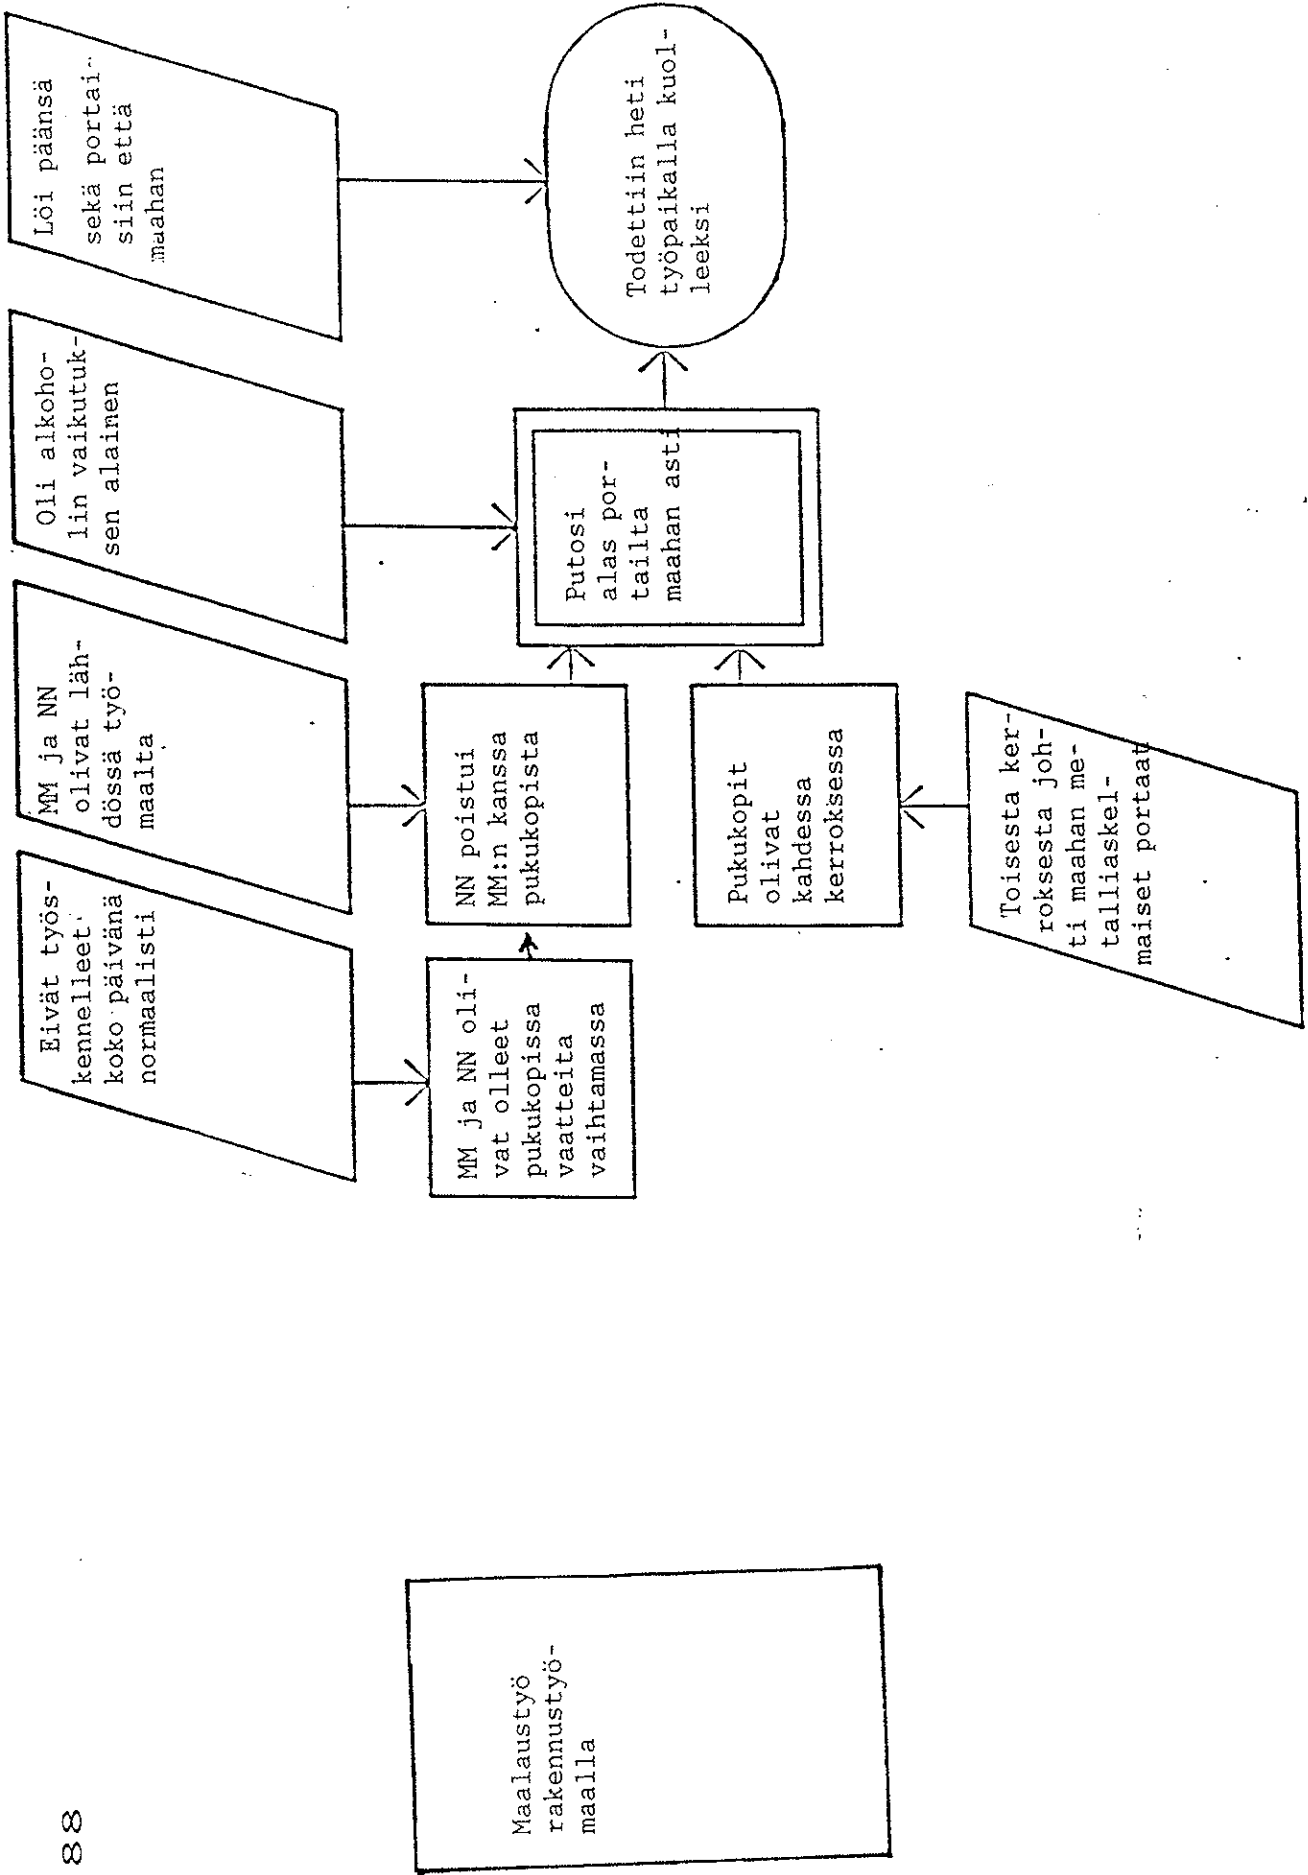 88
Maalaustyö
rakennustyö-
maalla
Eivät työs-
kennelleet
koko päivänä
normaalisti
MM ja NN
olivat läh-
dössä työ-
maalta
Oli alkoho-
lin vaikutuk-
sen alainen
Löi päänsä
sekä portai-
siin että
maahan
MM ja NN oli-
vat olleet
pukukopissa
vaatteita
vaihtamassa
NN poistui
MM:n kanssa
pukukopista
Putosi
alas por-
tailta
maahan asti
Todettiin heti
työpaikalla kuol-
leeksi
Pukukopit
olivat
kahdessa
kerroksessa
Toisesta ker-
roksesta joh-
ti maahan me-
talliaskel-
maiset portaat